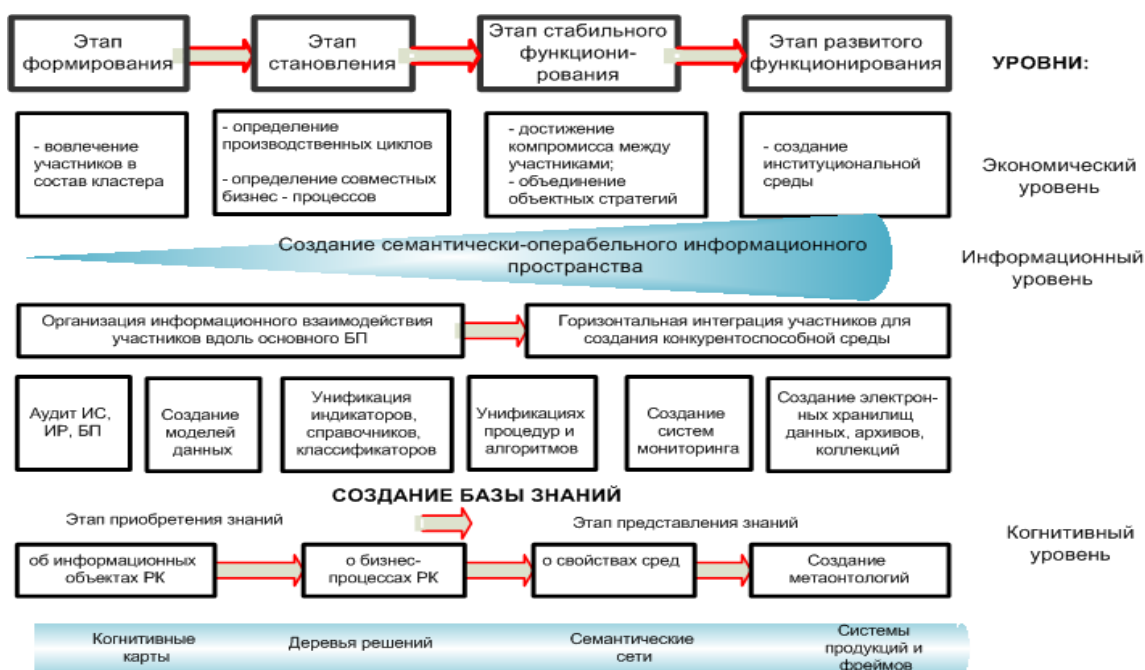 Этап
формирования
Этап
становления
Этап стабильного
функциони-
рования
Этап развитого
функционирования
УРОВНИ:
- вовлечение
участников в
состав кластера
- определение
производственных циклов
- определение совместных
бизнес - процессов
- достижение
компромисса между
участниками;
- объединение
объектных стратегий
- создание
институциональной
среды
Экономический
уровень
Создание семантически-операбельного информационного
пространства
Информационный
уровень
Организация информационного взаимодействия
участников вдоль основного БП
Горизонтальная интеграция участников для
создания конкурентоспособной среды
Аудит ИС,
ИР, БП
Создание
моделей
данных
Унификация
индикаторов,
справочников,
классификаторов
Унификациях
процедур и
алгоритмов
Создание
систем
мониторинга
Создание электрон-
ных хранилищ
данных, архивов,
коллекций
СОЗДАНИЕ БАЗЫ ЗНАНИЙ
Этап приобретения знаний
Этап представления знаний
Когнитивный
уровень
об информационных
объектах РК
о бизнес-
процессах РК
о свойствах сред
Создание
метаонтологий
Когнитивные
карты
Деревья решений
Семантические
сети
Системы
продукций и
фреймов